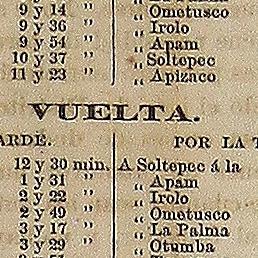 9 y 14 " „ Ometusco
9 y 36 " „ Irolo
9 y 54 " „ Apam
10 y 37 " Soltepec
11 y 23 " „ Apizaco
VUELTA.
ARDE. POR LA T
12 y 30 min. A Soltepec á la
1 y 31 " „ Apam
2 y 22 " „ Irolo
2 y 49 " „ Ometusco
3 y 17 " „ La Palma
3 y 29 " „ Otumba